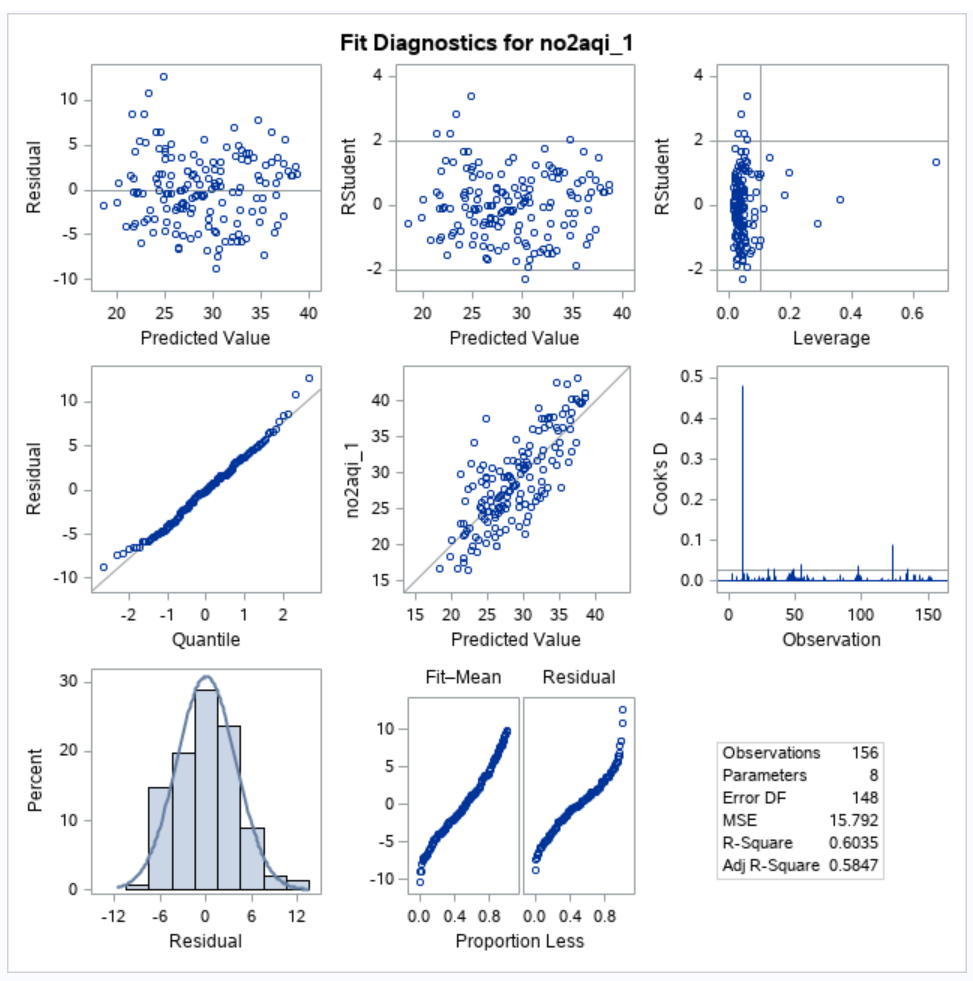 Fit Diagnostics for no2aqi_1
10
5
0
-5
-10
Residual
20 25 30 35 40
Predicted Value
4
2
0
-2
RStudent
20 25 30 35 40
Predicted Value
4
2
0
-2
RStudent
0.0 0.2 0.4 0.6
Leverage
10
5
0
-5
-10
Residual
-2 -1 0 1 2
Quantile
40
35
30
25
20
15
no2aqi_1
15 20 25 30 35 40
Predicted Value
0.5
0.4
0.3
0.2
0.1
0.0
Cook's D
0 50 100 150
Observation
30
20
10
0
Percent
-12 -6 0 6 12
Residual
Fit–Mean Residual
10
5
0
-5
-10
0.0 0.4 0.8 0.0 0.4 0.8
Proportion Less
Observations 156
Parameters 8
Error DF 148
MSE 15.792
R-Square 0.6035
Adj R-Square 0.5847